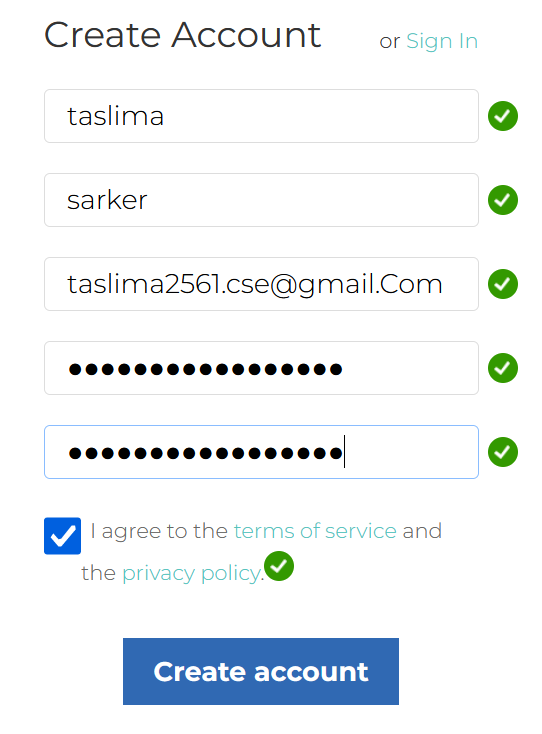 Create Account or Sign In
taslima
sarker
taslima2561.cse@gmail.Com
●●●●●●●●●●●●●●●●●
●●●●●●●●●●●●●●●●●
I agree to the terms of service and
the privacy policy.
Create account